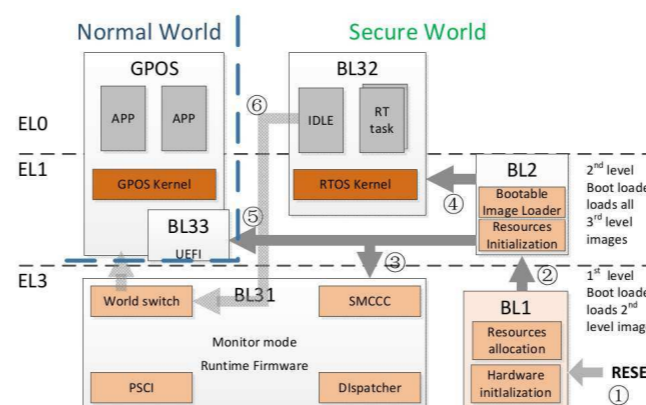 Normal World
Secure World
GPOS
BL32
⑥
APP
APP
IDLE
RT
task
EL0
EL1
GPOS Kernel
RTOS Kernel
BL2
Bootable
Image Loader
Resources
Initialization
2nd level
Boot loade
loads all
3rd level
images
④
⑤
BL33
UEFI
③
②
EL3
World switch
BL31
SMCCC
Monitor mode
Runtime Firmware
PSCI
DIspatcher
BL1
Resources
allocation
Hardware
initIalization
1st level
Boot loade
loads 2nd
level image
RESE
①